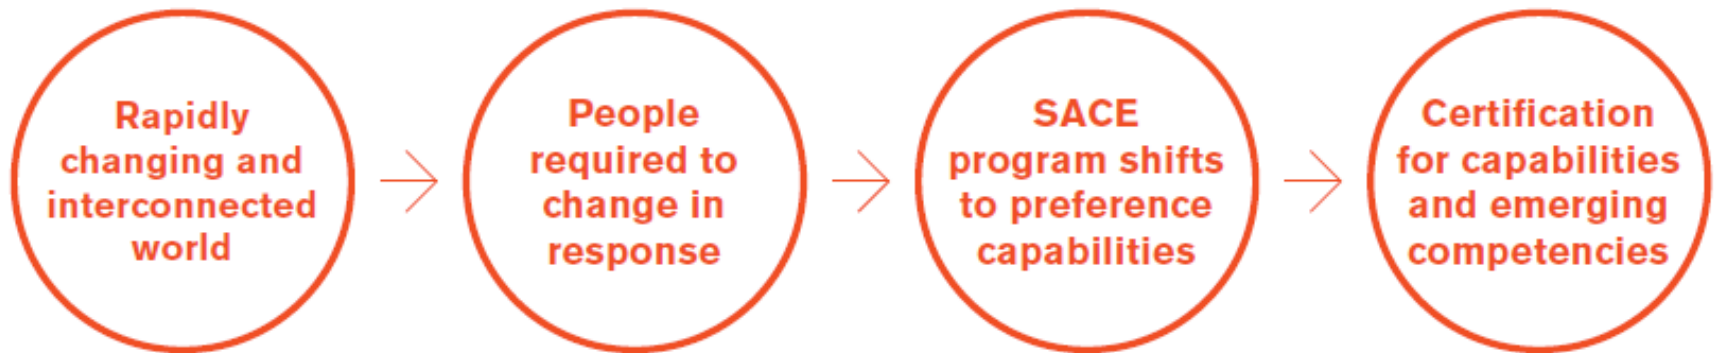 Rapidly
changing and
interconnected
world
People
required to
change in
response
SACE
program shifts
to preference
capabilities
Certification
for capabilities
and emerging
competencies